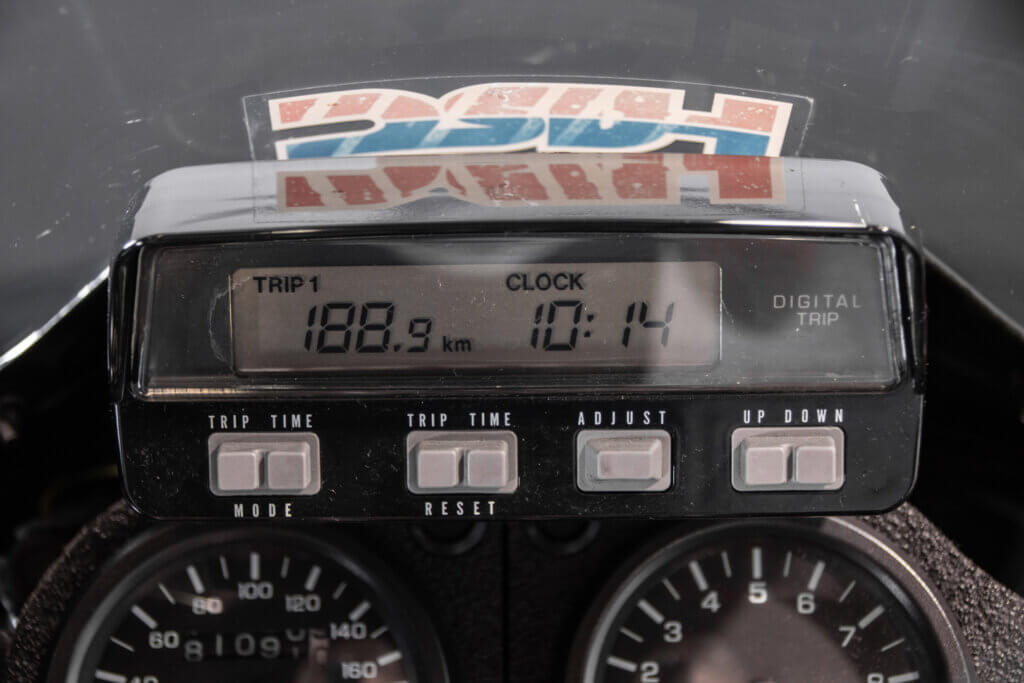 TRIP 1
CLOCK
188.9 km
10:14
DIGITAL
TRIP
TRIP TIME
TRIP TIME
ADJUST
UP DOWN
MODE
RESET
60 80 100 120 140 160
2 3 4 5 6 7 8